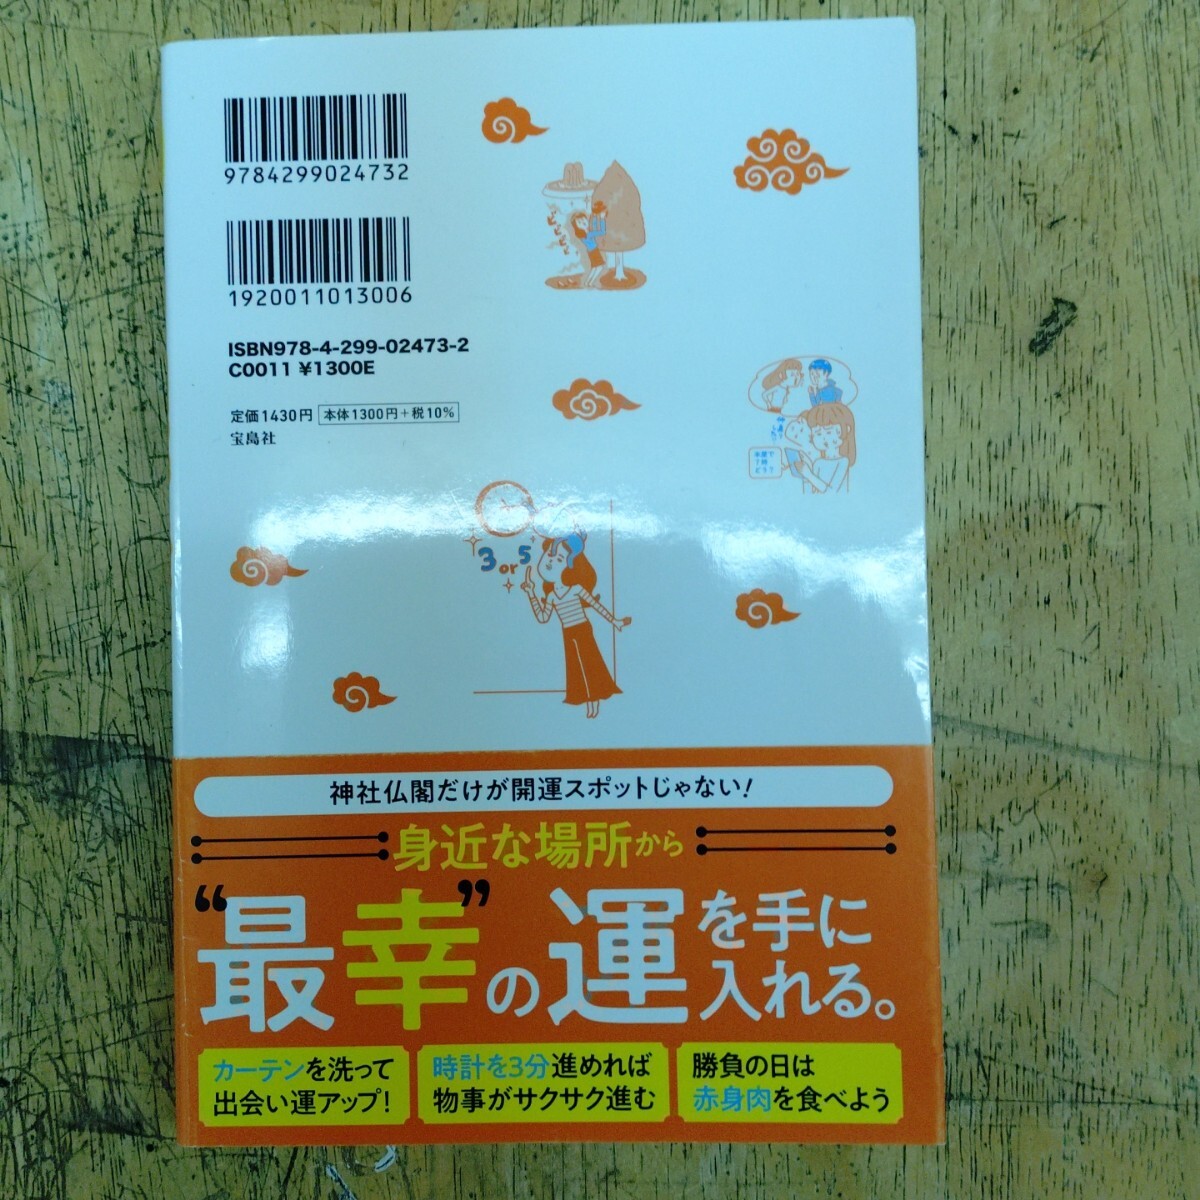 9784299024732
1920011013006
ISBN978-4-299-02473-2
C0011 ¥1300E
定価1430円 本体1300円+税10%
宝島社
3 or 5
神社仏閣だけが開運スポットじゃない!
身近な場所から
“最幸”の運を手に
入れる。
カーテンを洗って
出会い運アップ!
時計を3分進めれば
物事がサクサク進む
勝負の日は
赤身肉を食べよう